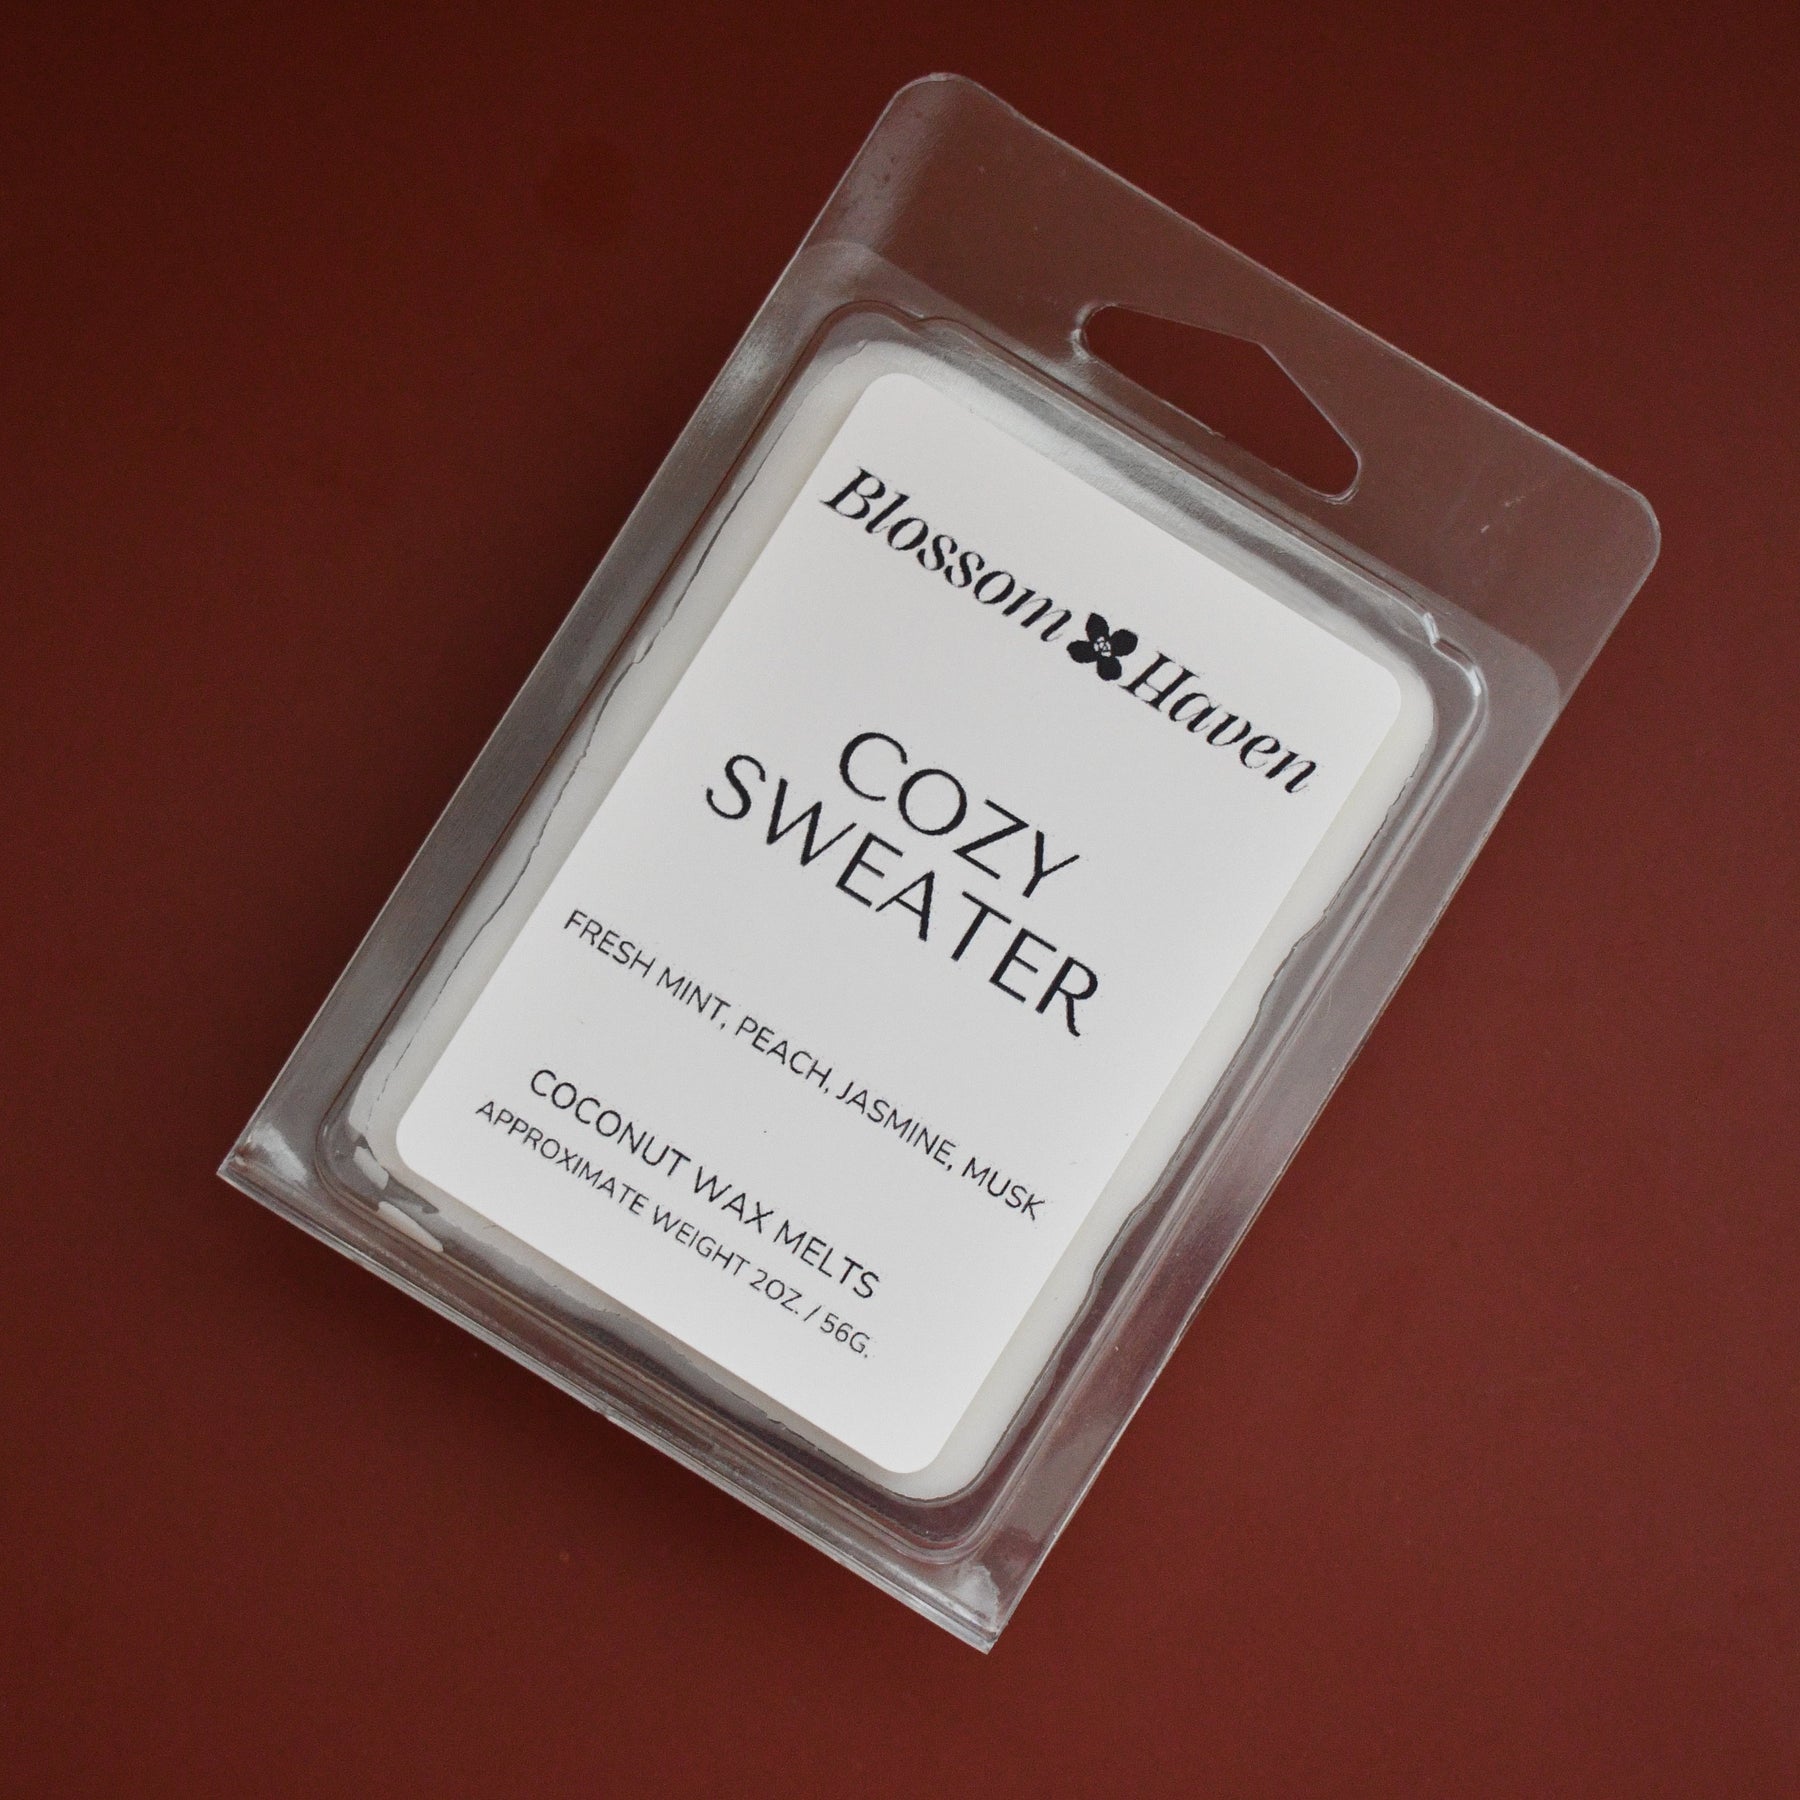 Blossom Haven
COZY
SWEATER
FRESH MINT, PEACH, JASMINE, MUSK
COCONUT WAX MELTS
APPROXIMATE WEIGHT 2OZ. / 56G.